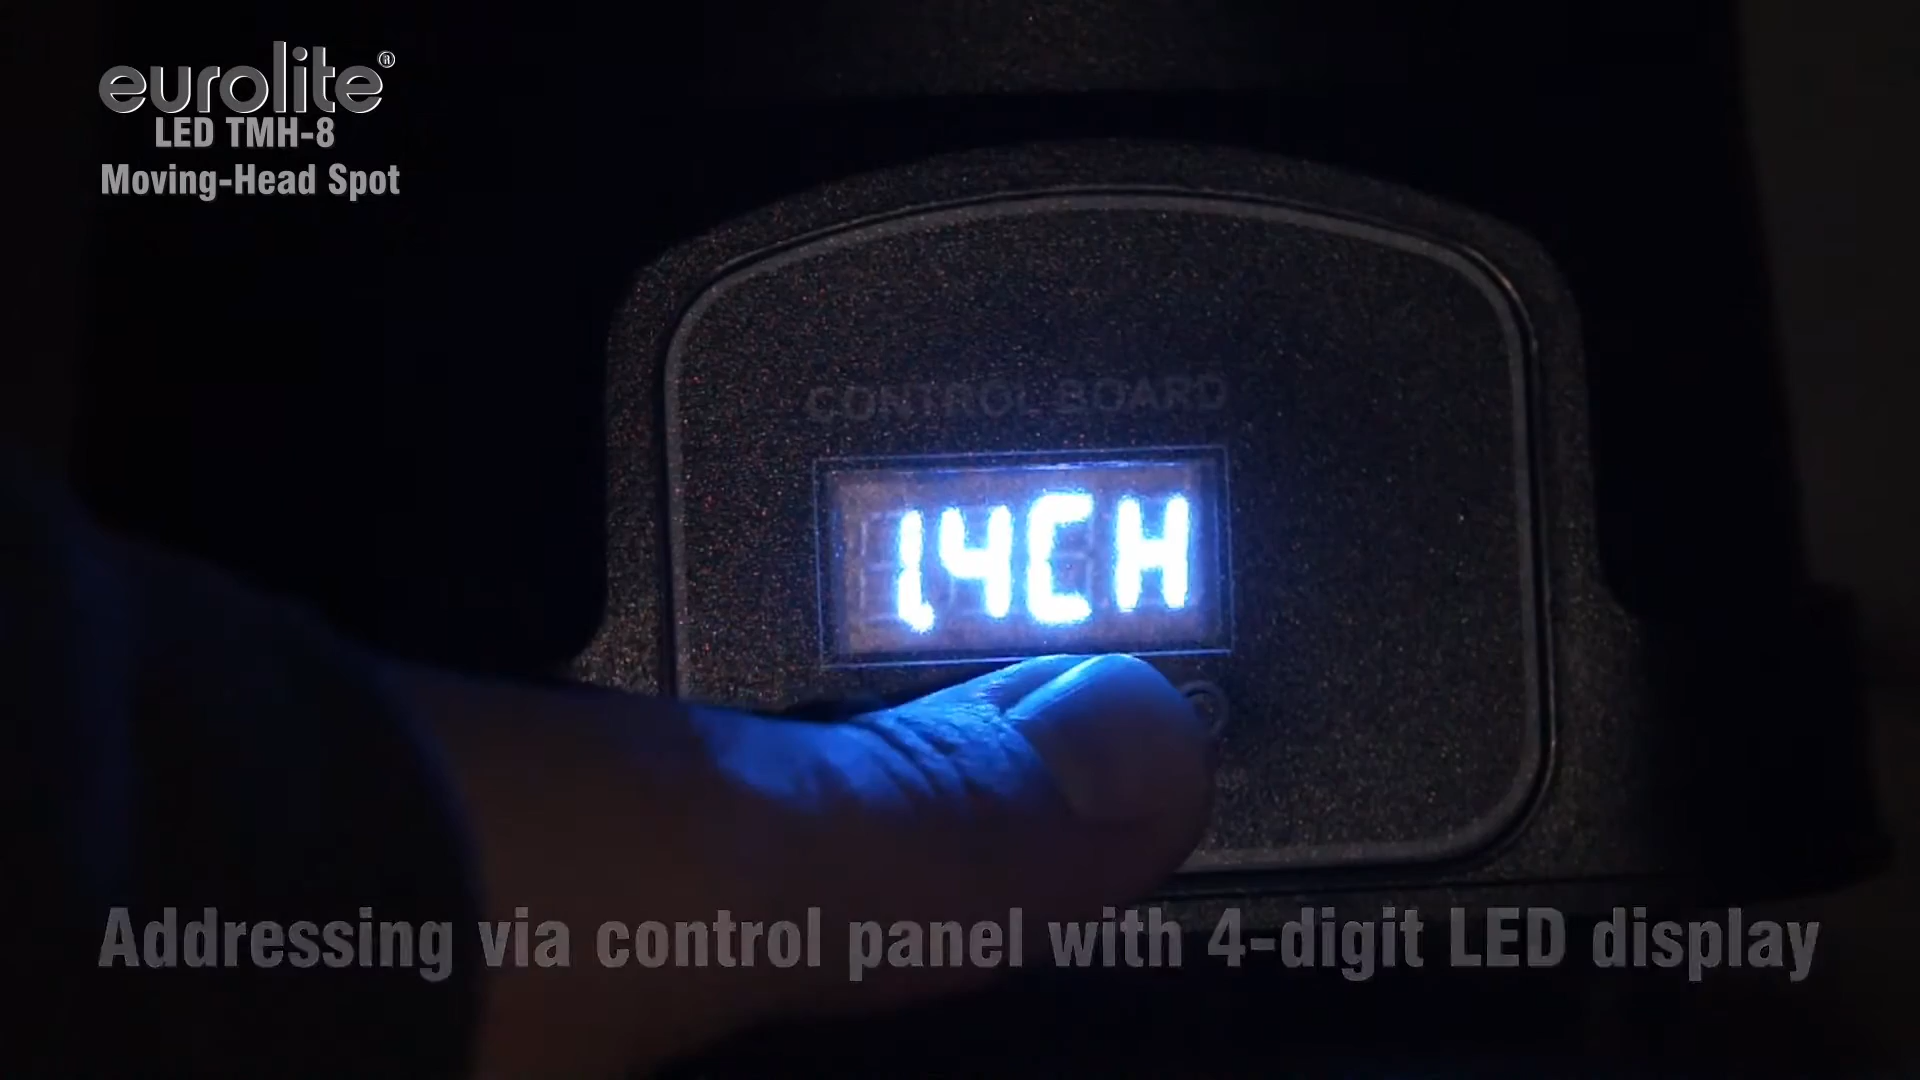 eurolite®
LED TMH-8
Moving-Head Spot
CONTROL BOARD
14CH
Addressing via control panel with 4-digit LED display